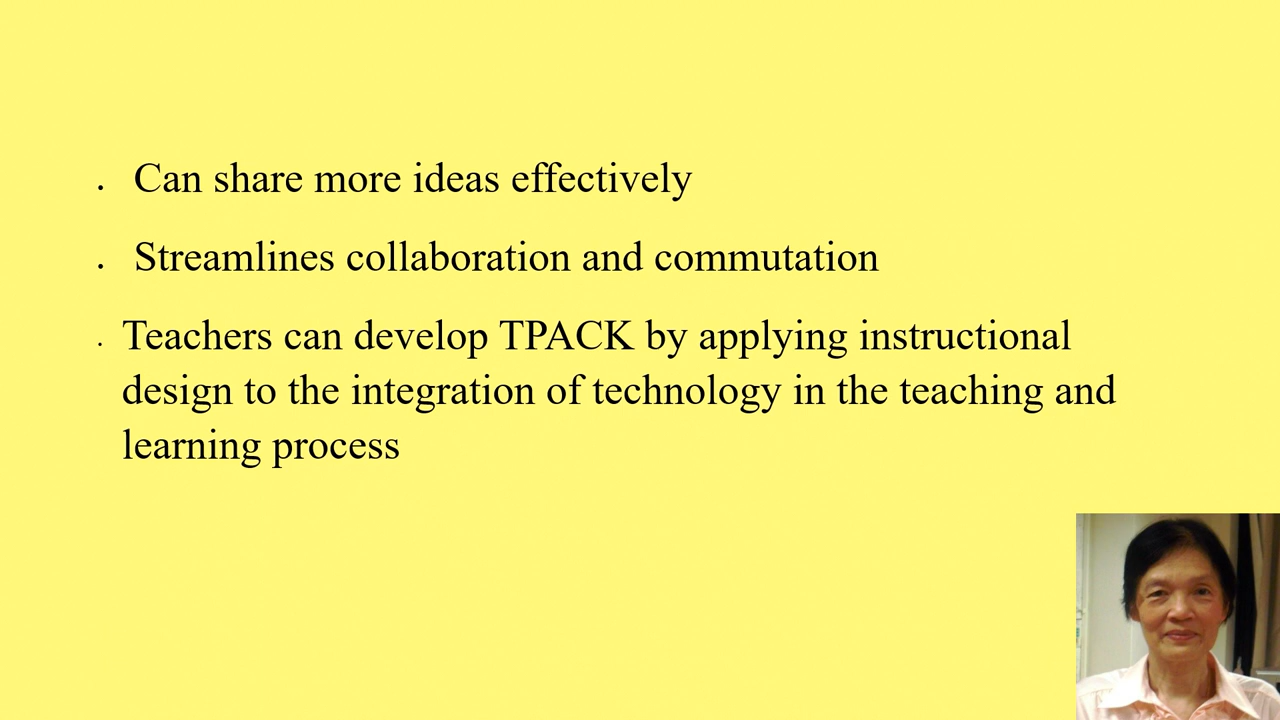 . Can share more ideas effectively
. Streamlines collaboration and commutation
. Teachers can develop TPACK by applying instructional
design to the integration of technology in the teaching and
learning process